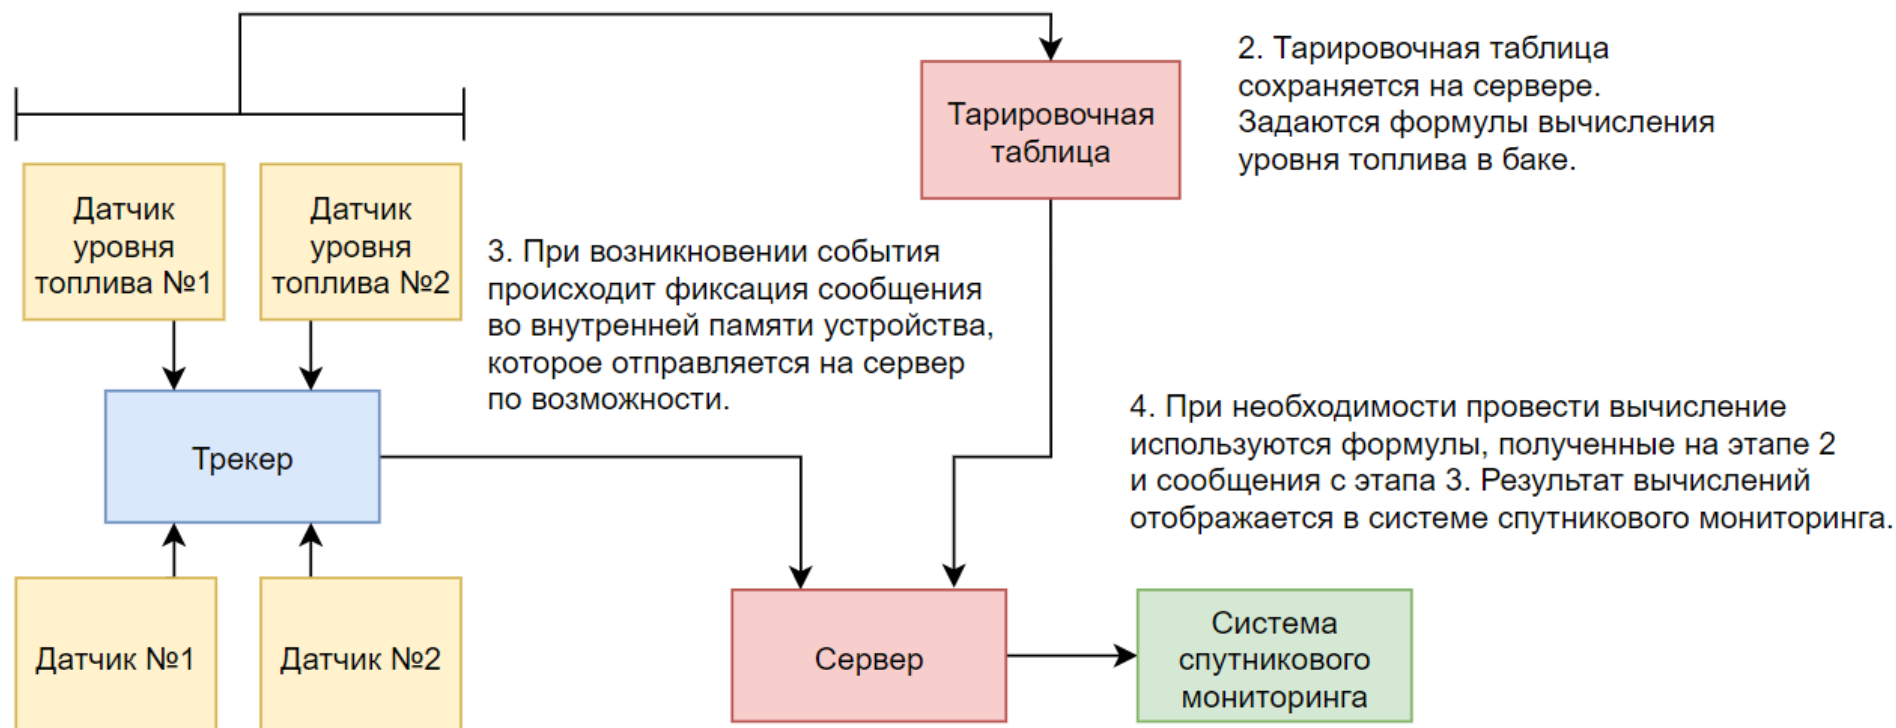 2. Тарировочная таблица
сохраняется на сервере.
Задаются формулы вычисления
уровня топлива в баке.
Тарировочная
таблица
Датчик
уровня
топлива №1
Датчик
уровня
топлива №2
3. При возникновении события
происходит фиксация сообщения
во внутренней памяти устройства,
которое отправляется на сервер
по возможности.
Трекер
4. При необходимости провести вычисление
используются формулы, полученные на этапе 2
и сообщения с этапа 3. Результат вычислений
отображается в системе спутникового мониторинга.
Датчик №1
Датчик №2
Сервер
Система
спутникового
мониторинга